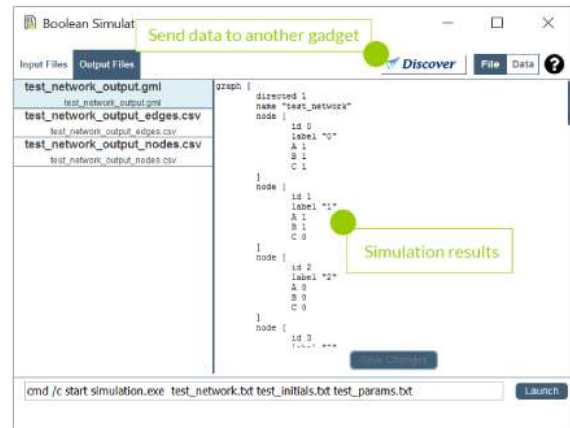 Boolean Simulat
Send data to another gadget
Input Files
Output Files
Discover
File
Data
?
test_network_output.gml
test_network_output.gml
test_network_output_edges.csv
test_network_output_edges.csv
test_network_output_nodes.csv
test_network_output_nodes.csv
graph [
directed 1
name "test_network"
node [
id 0
label "0"
A 1
B 1
C 1
]
node [
id 1
label "1"
A 1
B 1
C 0
]
node [
id 2
label "2"
A 0
B 0
C 0
]
node [
id 3
Simulation results
Save Changes
cmd /c start simulation.exe test_network.txt test_initials.txt test_params.txt
Launch